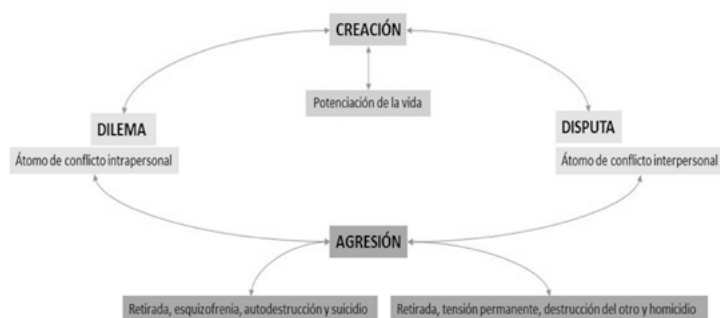 CREACIÓN
Potenciación de la vida
DILEMA
Átomo de conflicto intrapersonal
DISPUTA
Átomo de conflicto interpersonal
AGRESIÓN
Retirada, esquizofrenia, autodestrucción y suicidio
Retirada, tensión permanente, destrucción del otro y homicidio